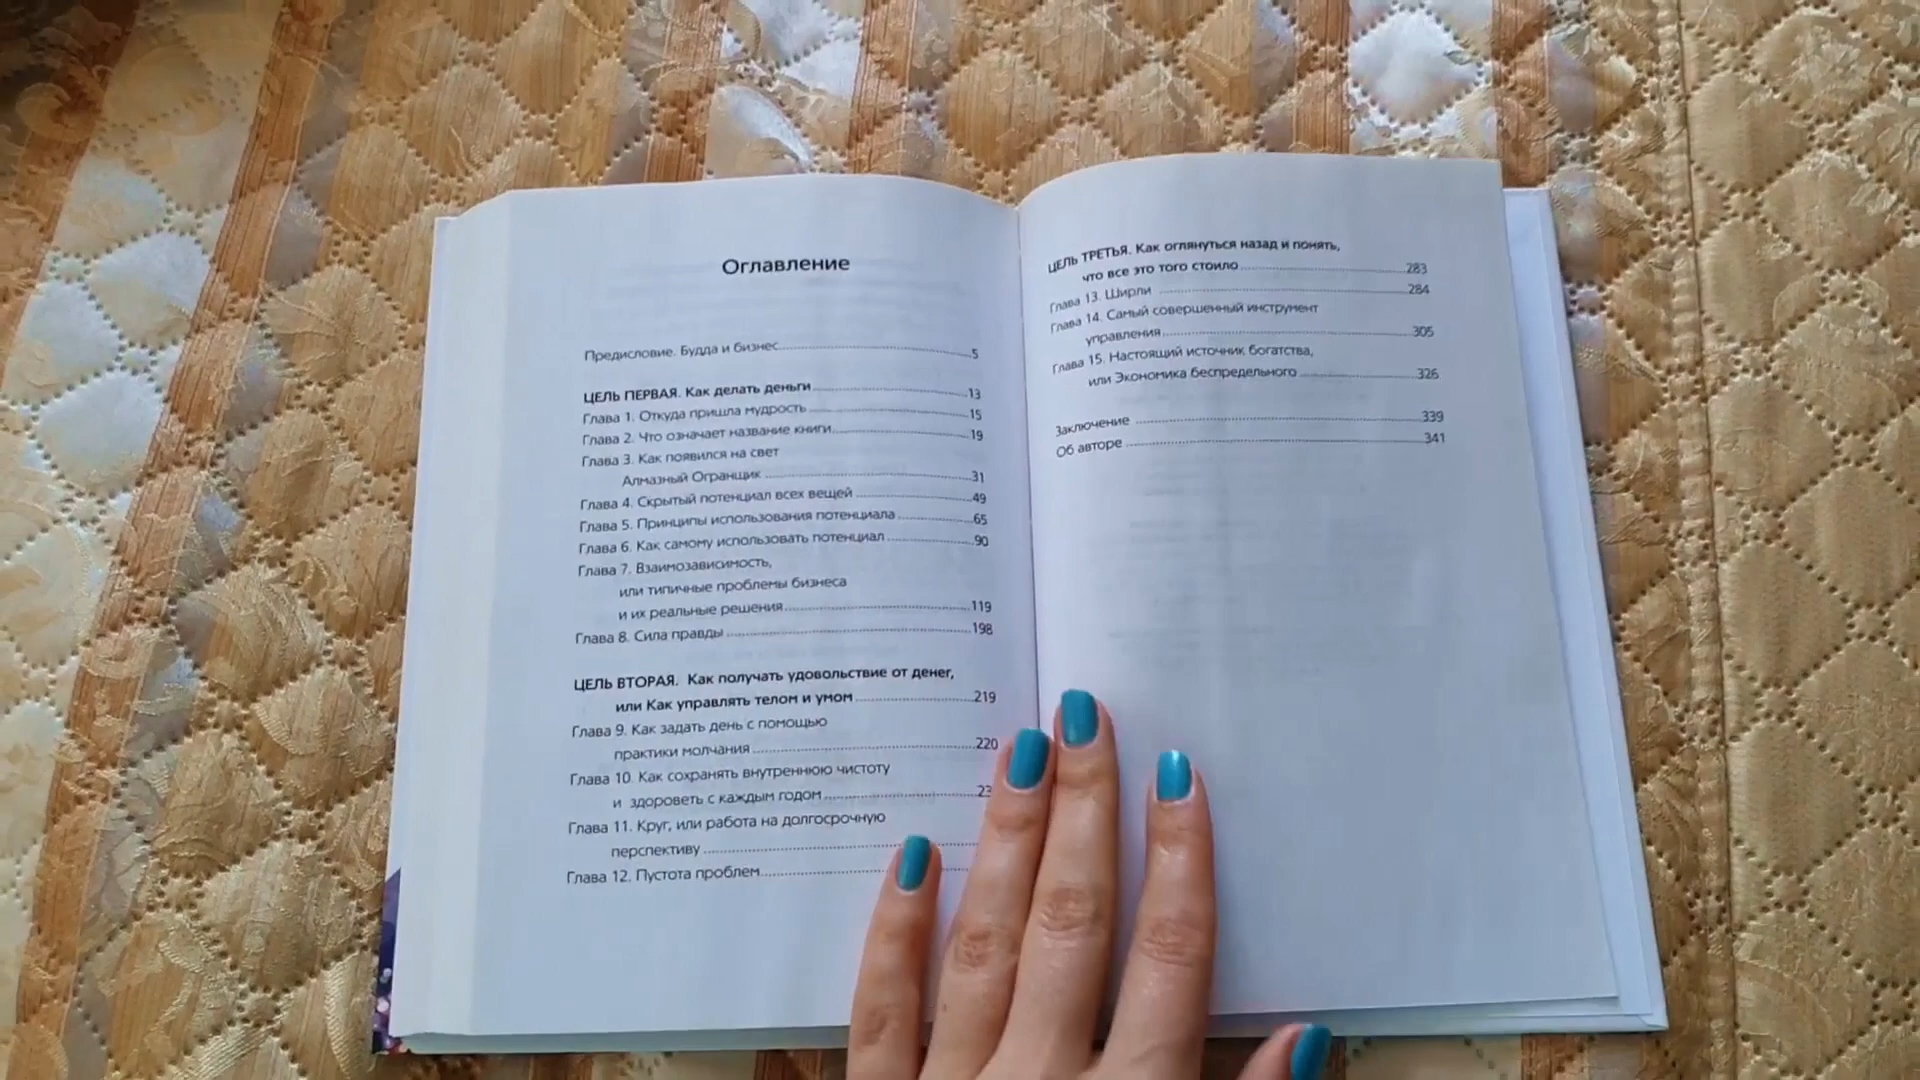 Оглавление
Предисловие. Будда и бизнес.....5
ЦЕЛЬ ПЕРВАЯ. Как делать деньги.....13
Глава 1. Откуда пришла мудрость.....15
Глава 2. Что означает название книги.....19
Глава 3. Как появился на свет
Алмазный Огранщик.....31
Глава 4. Скрытый потенциал всех вещей.....49
Глава 5. Принципы использования потенциала.....65
Глава 6. Как самому использовать потенциал.....90
Глава 7. Взаимозависимость,
или типичные проблемы бизнеса
и их реальные решения.....119
Глава 8. Сила правды.....198
ЦЕЛЬ ВТОРАЯ. Как получать удовольствие от денег,
или Как управлять телом и умом.....219
Глава 9. Как задать день с помощью
практики молчания.....220
Глава 10. Как сохранять внутреннюю чистоту
и здороветь с каждым годом.....
Глава 11. Круг, или работа на долгосрочную
перспективу.....
Глава 12. Пустота проблем.....
ЦЕЛЬ ТРЕТЬЯ. Как оглянуться назад и понять,
что все это того стоило.....283
Глава 13. Ширли.....284
Глава 14. Самый совершенный инструмент
управления.....305
Глава 15. Настоящий источник богатства,
или Экономика беспредельного.....326
Заключение.....339
Об авторе.....341